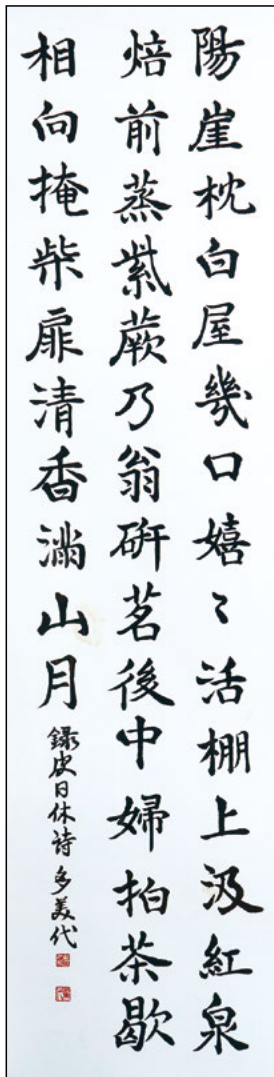 陽崖枕白屋幾口嬉〻活棚上汲紅泉
焙前蒸紫蕨乃翁研茗後中婦拍茶歇
相向掩柴扉清香滿山月
録皮日休詩 多美代